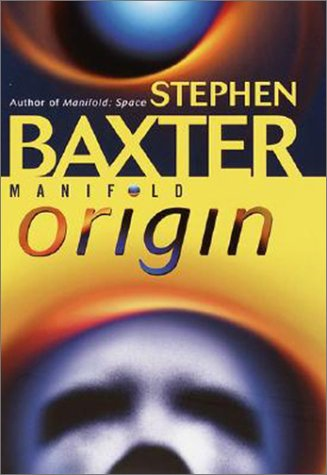 Author of Manifold: Space STEPHEN
BAXTER
MANIFOLD
origin